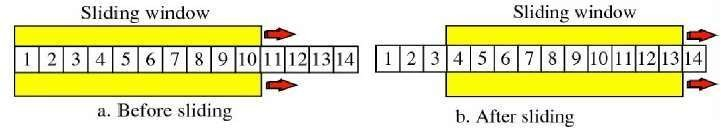 Sliding window
1 2 3 4 5 6 7 8 9 10 11 12 13 14
a. Before sliding
Sliding window
1 2 3 4 5 6 7 8 9 10 11 12 13 14
b. After sliding